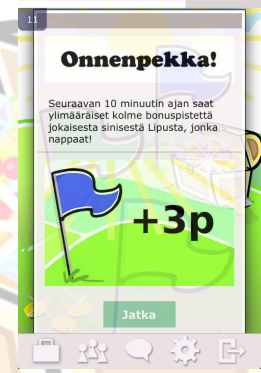 11
Onnenpekka!
Seuraavan 10 minuutin ajan saat
ylimääräiset kolme bonuspistettä
jokaisesta sinisestä Lipusta, jonka
nappaat!
+3p
Jatka